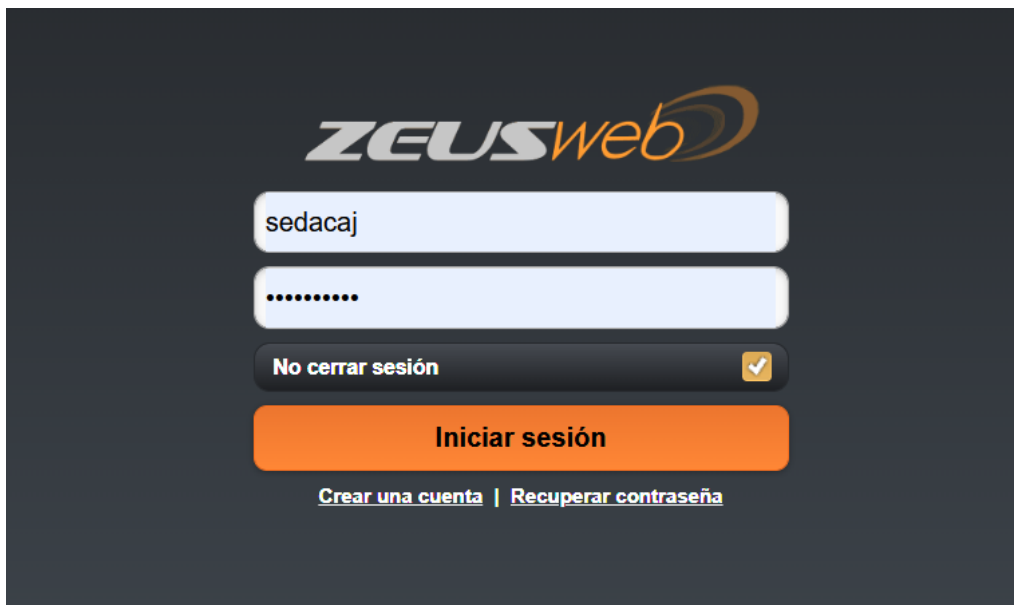 ZEUSweb
sedacaj
••••••••••
No cerrar sesión
Iniciar sesión
Crear una cuenta | Recuperar contraseña